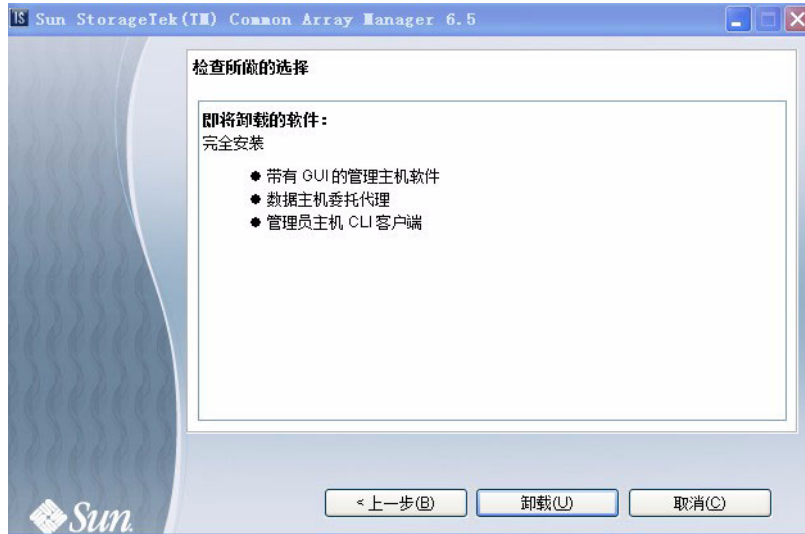 Sun StorageTek(TM) Common Array Manager 6.5
检查所做的选择
即将卸载的软件：
完全安装
● 带有 GUI 的管理主机软件
● 数据主机委托代理
● 管理员主机 CLI 客户端
<上一步(B)
卸载(U)
取消(C)
Sun